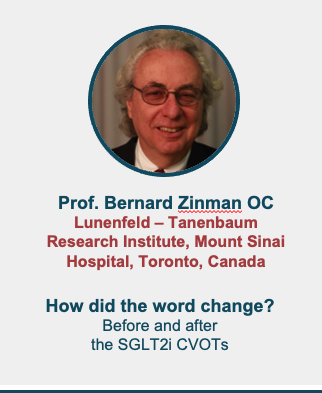 Prof. Bernard Zinman OC
Lunenfeld – Tanenbaum
Research Institute, Mount Sinai
Hospital, Toronto, Canada
How did the word change?
Before and after
the SGLT2i CVOTs